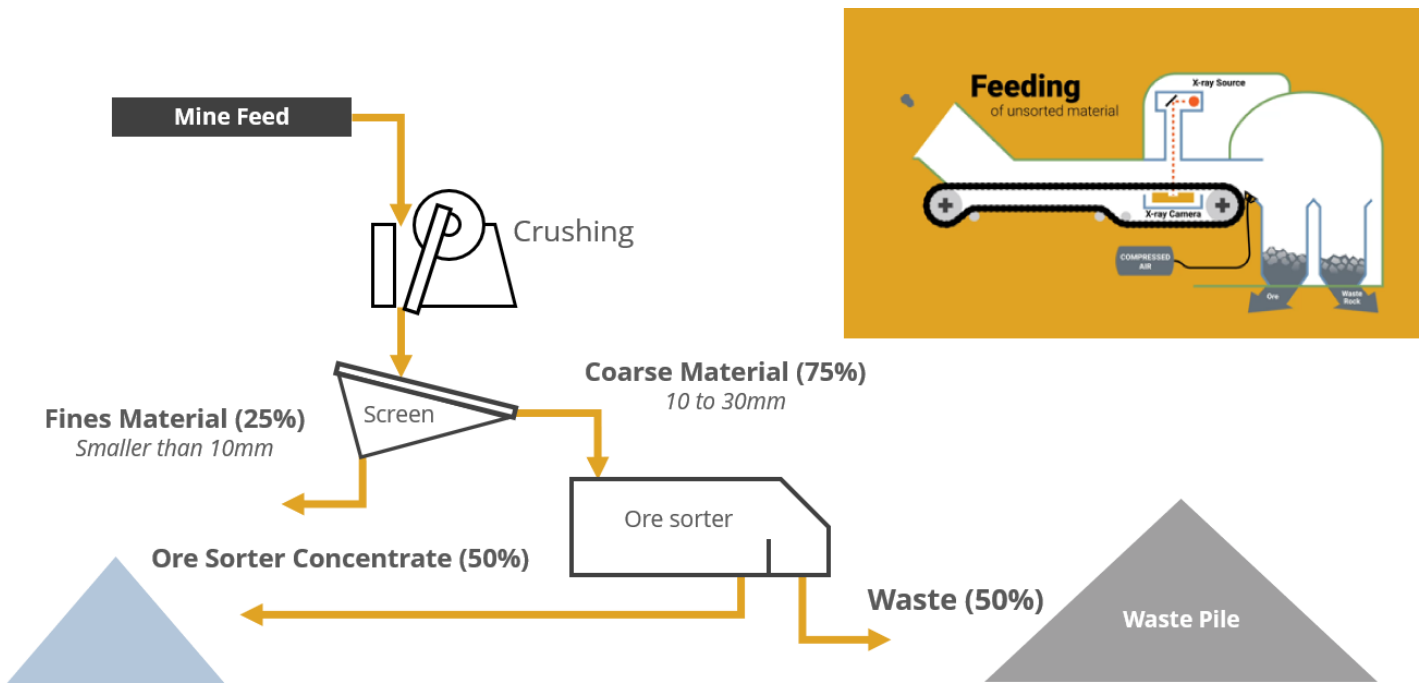 Mine Feed
Crushing
Screen
Fines Material (25%)
Smaller than 10mm
Coarse Material (75%)
10 to 30mm
Ore sorter
Ore Sorter Concentrate (50%)
Waste (50%)
Waste Pile
Feeding
of unsorted material
X-ray Source
X-ray Camera
COMPRESSED
AIR
Ore
Waste
Rock